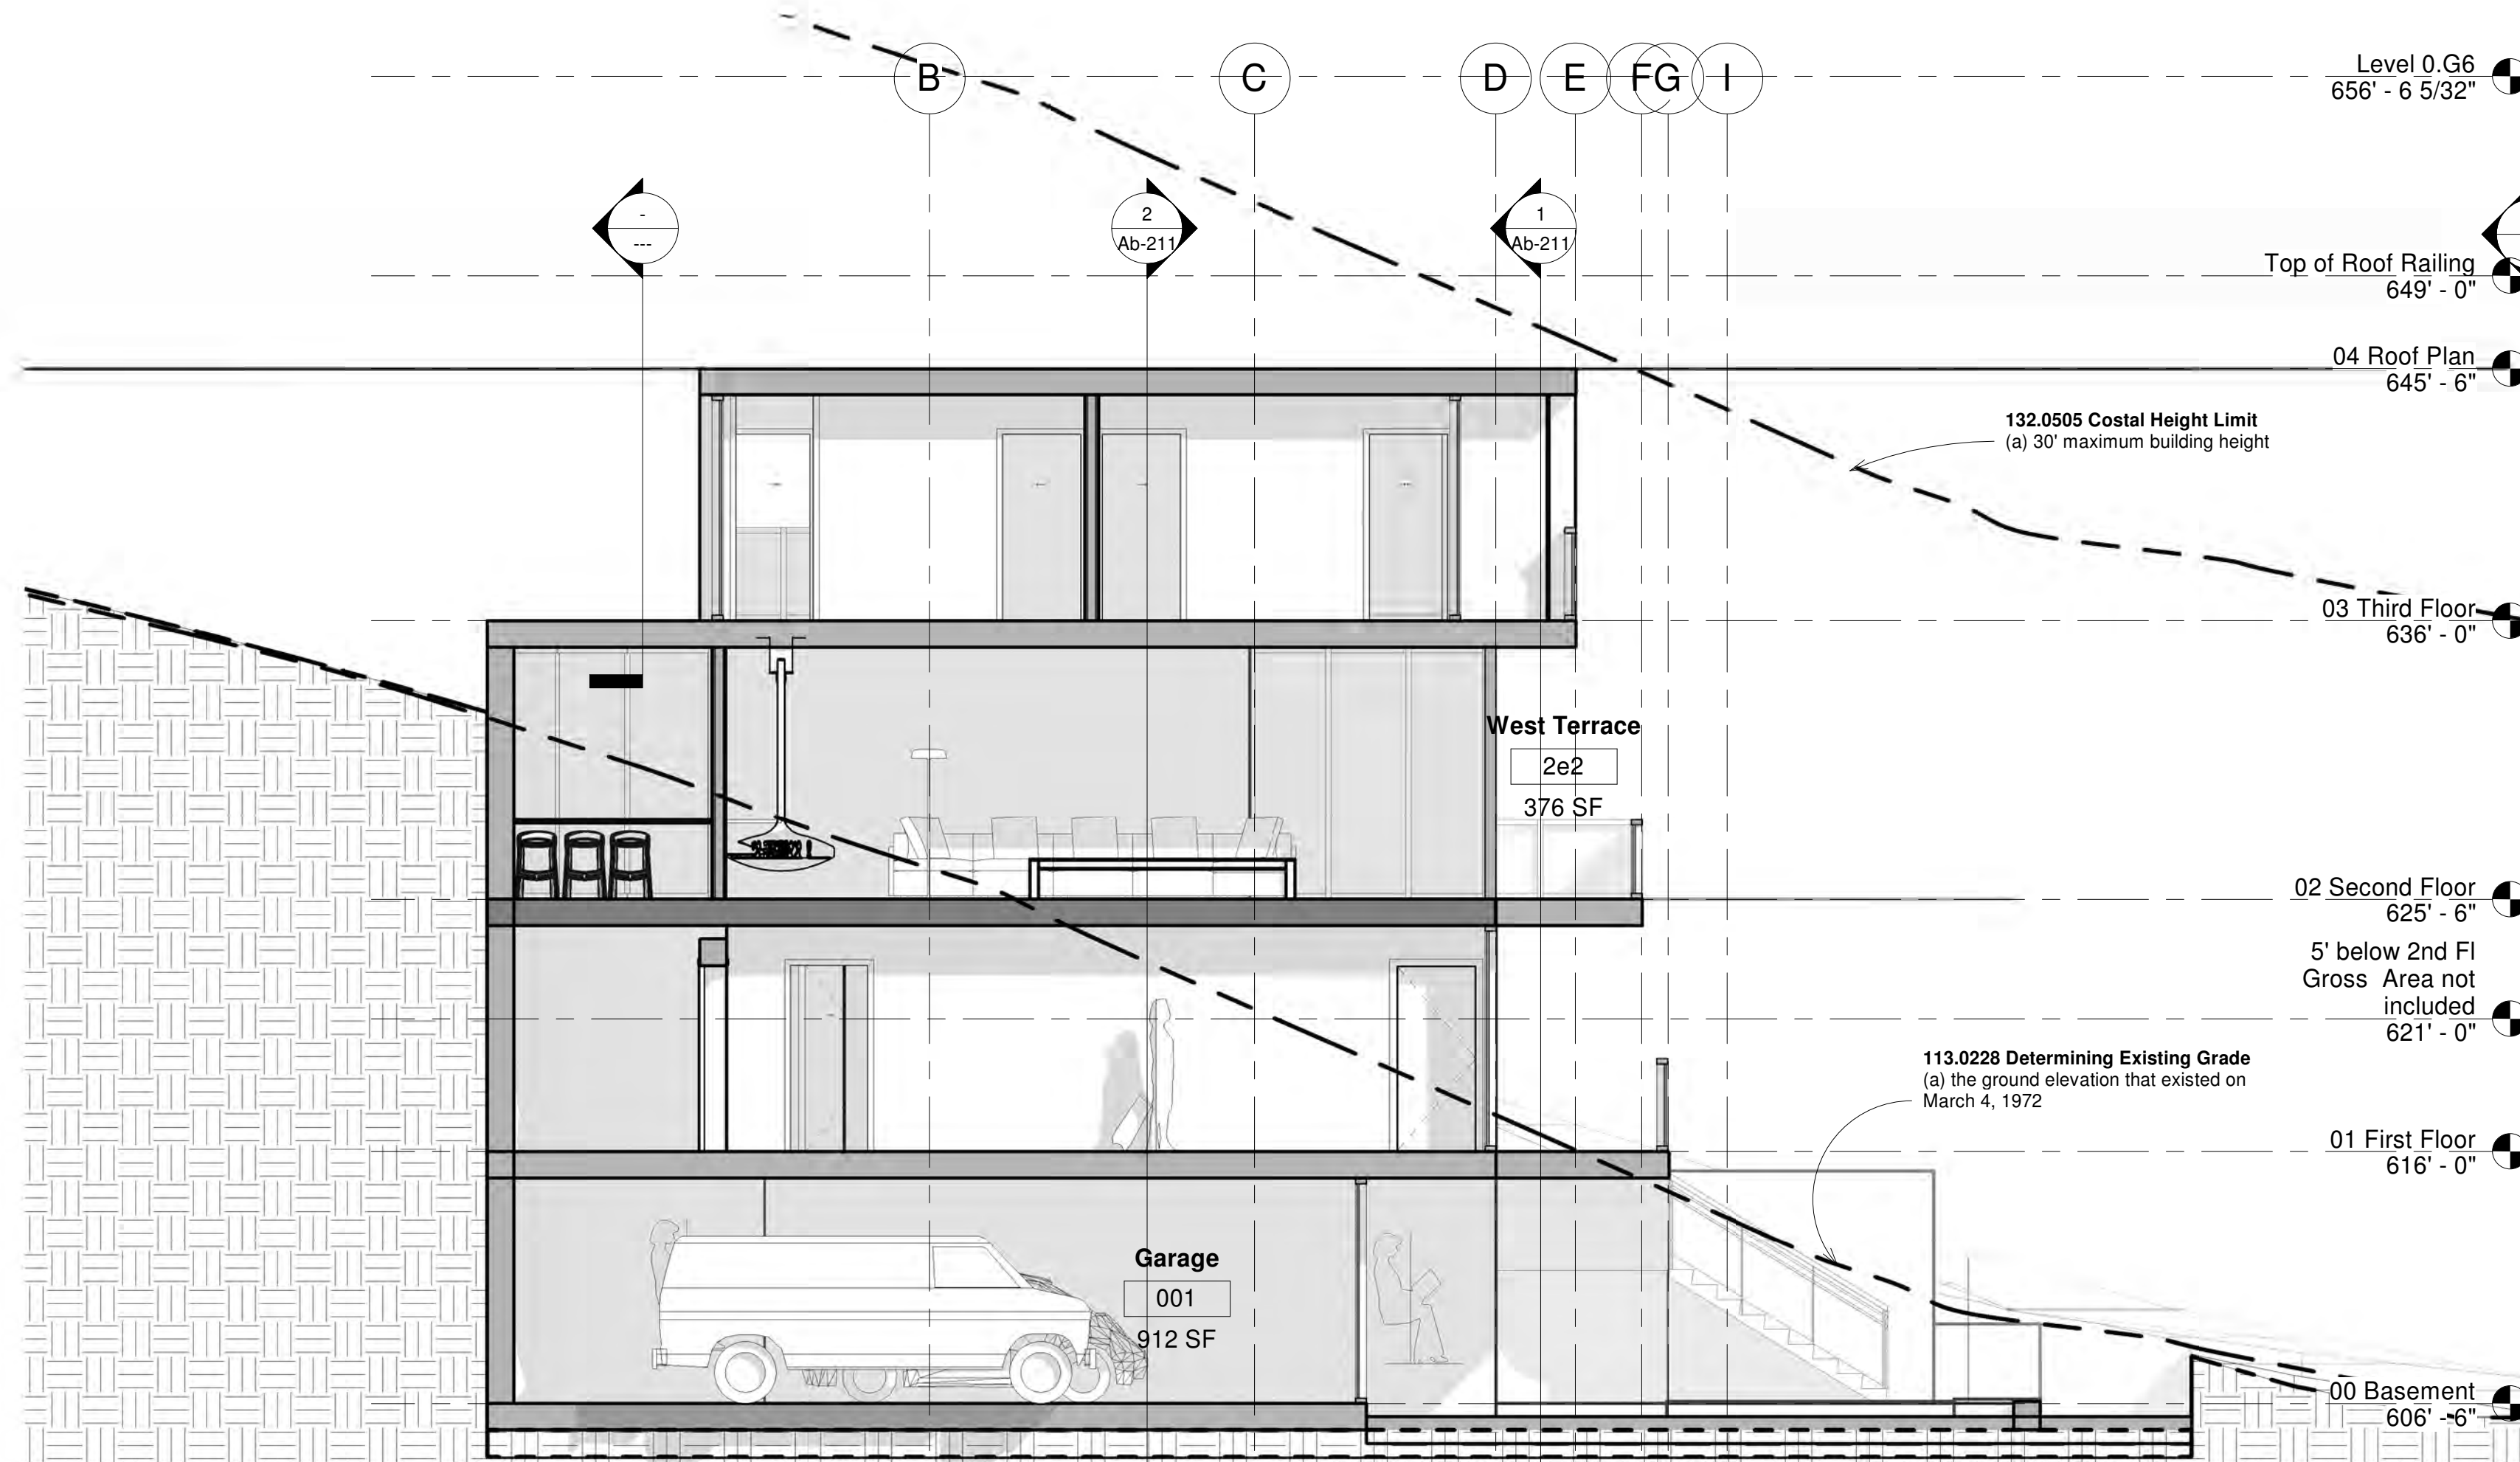 B
C
D
E
F
G
I
Level 0.G6
656' - 6 5/32"
-
---
2
Ab-211
1
Ab-211
Top of Roof Railing
649' - 0"
04 Roof Plan
645' - 6"
132.0505 Costal Height Limit
(a) 30' maximum building height
03 Third Floor
636' - 0"
West Terrace
2e2
376 SF
02 Second Floor
625' - 6"
5' below 2nd Fl
Gross Area not
included
621' - 0"
113.0228 Determining Existing Grade
(a) the ground elevation that existed on
March 4, 1972
01 First Floor
616' - 0"
Garage
001
912 SF
00 Basement
606' - 6"